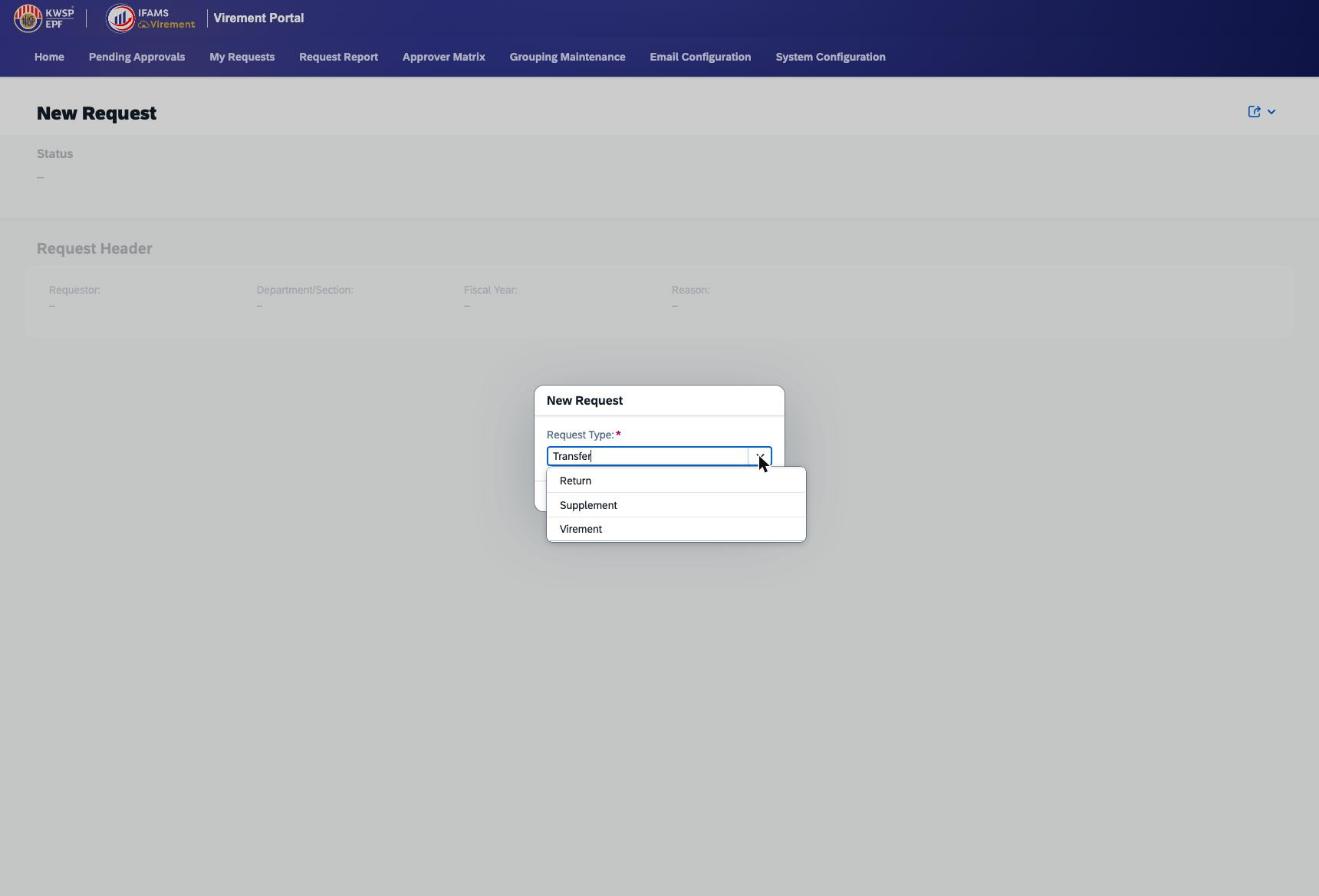 KWSP
EPF
IFAMS
Virement
Virement Portal
Home Pending Approvals My Requests Request Report Approver Matrix Grouping Maintenance Email Configuration System Configuration
New Request
Status
–
Request Header
Requestor: Department/Section: Fiscal Year: Reason:
– – – –
New Request
Request Type:*
Transfer
Return
Supplement
Virement